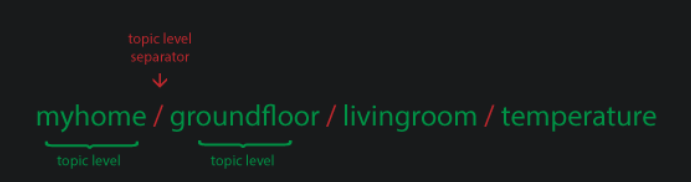 topic level
separator
myhome / groundfloor / livingroom / temperature
topic level topic level